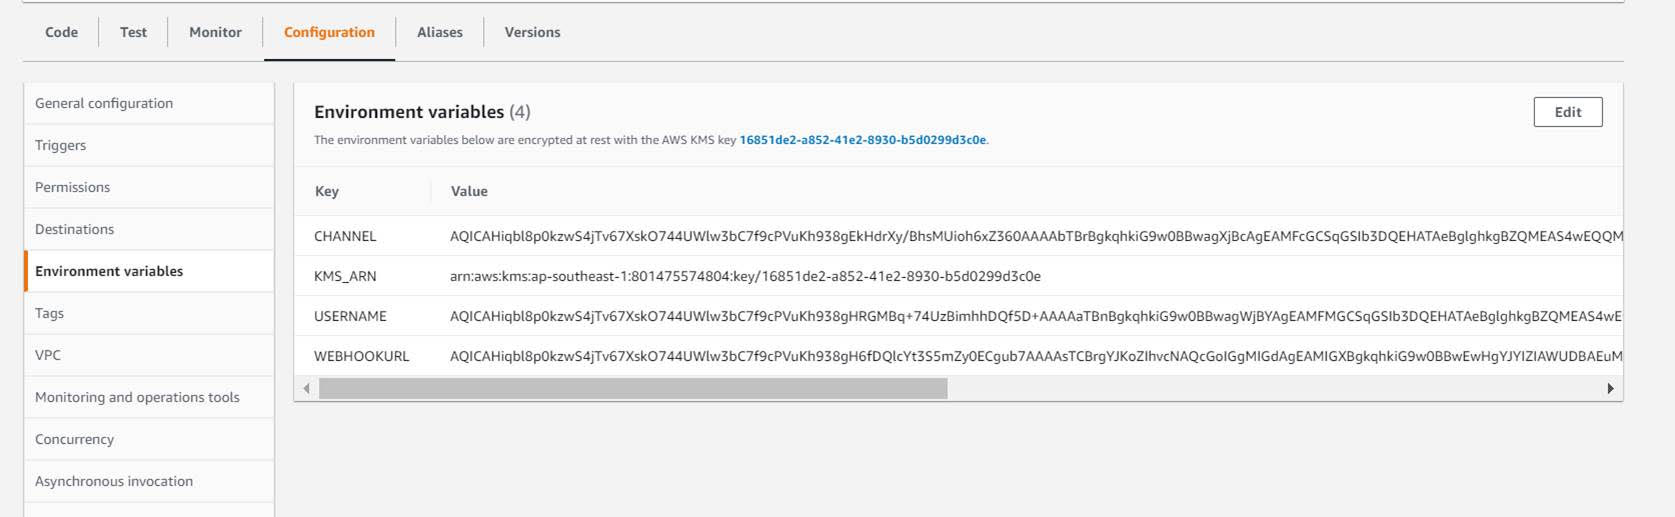 Code Test Monitor Configuration Aliases Versions
General configuration
Triggers
Permissions
Destinations
Environment variables
Tags
VPC
Monitoring and operations tools
Concurrency
Asynchronous invocation
Environment variables (4)
Edit
The environment variables below are encrypted at rest with the AWS KMS key 16851de2-a852-41e2-8930-b5d0299d3c0e.
Key Value
CHANNEL AQICAHiqbl8p0kzwS4jTv67XskO744UWlw3bC7f9cPVuKh938gEkHdrXy/BhsMUioh6xZ360AAAAbTBrBgkqhkiG9w0BBwagXjBcAgEAMFcGCSqGSIb3DQEHATAeBglghkgBZQMEAS4wEQQM
KMS_ARN arn:aws:kms:ap-southeast-1:801475574804:key/16851de2-a852-41e2-8930-b5d0299d3c0e
USERNAME AQICAHiqbl8p0kzwS4jTv67XskO744UWlw3bC7f9cPVuKh938gHRGMBq+74UzBimhhDQf5D+AAAAaTBnBgkqhkiG9w0BBwagWjBYAgEAMFMGCSqGSIb3DQEHATAeBglghkgBZQMEAS4wE
WEBHOOKURL AQICAHiqbl8p0kzwS4jTv67XskO744UWlw3bC7f9cPVuKh938gH6fDQlcYt3S5mZy0ECgub7AAAAsTCBrgYJKoZIhvcNAQcGoIGgMIGdAgEAMIGXBgkqhkiG9w0BBwEwHgYJYIZIAWUDBAEuM